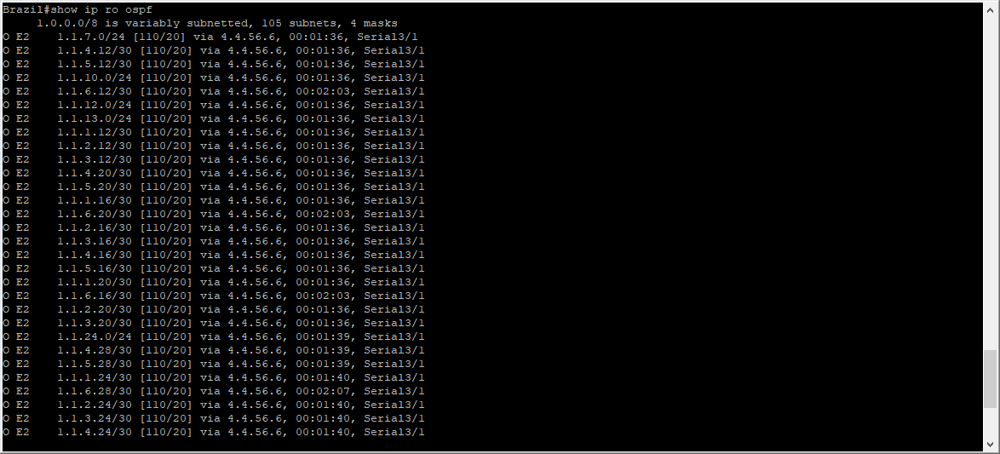 Brazil#show ip ro ospf
     1.0.0.0/8 is variably subnetted, 105 subnets, 4 masks
O E2    1.1.7.0/24 [110/20] via 4.4.56.6, 00:01:36, Serial3/1
O E2    1.1.4.12/30 [110/20] via 4.4.56.6, 00:01:36, Serial3/1
O E2    1.1.5.12/30 [110/20] via 4.4.56.6, 00:01:36, Serial3/1
O E2    1.1.10.0/24 [110/20] via 4.4.56.6, 00:01:36, Serial3/1
O E2    1.1.6.12/30 [110/20] via 4.4.56.6, 00:02:03, Serial3/1
O E2    1.1.12.0/24 [110/20] via 4.4.56.6, 00:01:36, Serial3/1
O E2    1.1.13.0/24 [110/20] via 4.4.56.6, 00:01:36, Serial3/1
O E2    1.1.1.12/30 [110/20] via 4.4.56.6, 00:01:36, Serial3/1
O E2    1.1.2.12/30 [110/20] via 4.4.56.6, 00:01:36, Serial3/1
O E2    1.1.3.12/30 [110/20] via 4.4.56.6, 00:01:36, Serial3/1
O E2    1.1.4.20/30 [110/20] via 4.4.56.6, 00:01:36, Serial3/1
O E2    1.1.5.20/30 [110/20] via 4.4.56.6, 00:01:36, Serial3/1
O E2    1.1.1.16/30 [110/20] via 4.4.56.6, 00:01:36, Serial3/1
O E2    1.1.6.20/30 [110/20] via 4.4.56.6, 00:02:03, Serial3/1
O E2    1.1.2.16/30 [110/20] via 4.4.56.6, 00:01:36, Serial3/1
O E2    1.1.3.16/30 [110/20] via 4.4.56.6, 00:01:36, Serial3/1
O E2    1.1.4.16/30 [110/20] via 4.4.56.6, 00:01:36, Serial3/1
O E2    1.1.5.16/30 [110/20] via 4.4.56.6, 00:01:36, Serial3/1
O E2    1.1.1.20/30 [110/20] via 4.4.56.6, 00:01:36, Serial3/1
O E2    1.1.6.16/30 [110/20] via 4.4.56.6, 00:02:03, Serial3/1
O E2    1.1.2.20/30 [110/20] via 4.4.56.6, 00:01:36, Serial3/1
O E2    1.1.3.20/30 [110/20] via 4.4.56.6, 00:01:36, Serial3/1
O E2    1.1.24.0/24 [110/20] via 4.4.56.6, 00:01:39, Serial3/1
O E2    1.1.4.28/30 [110/20] via 4.4.56.6, 00:01:39, Serial3/1
O E2    1.1.5.28/30 [110/20] via 4.4.56.6, 00:01:39, Serial3/1
O E2    1.1.1.24/30 [110/20] via 4.4.56.6, 00:01:40, Serial3/1
O E2    1.1.6.28/30 [110/20] via 4.4.56.6, 00:02:07, Serial3/1
O E2    1.1.2.24/30 [110/20] via 4.4.56.6, 00:01:40, Serial3/1
O E2    1.1.3.24/30 [110/20] via 4.4.56.6, 00:01:40, Serial3/1
O E2    1.1.4.24/30 [110/20] via 4.4.56.6, 00:01:40, Serial3/1